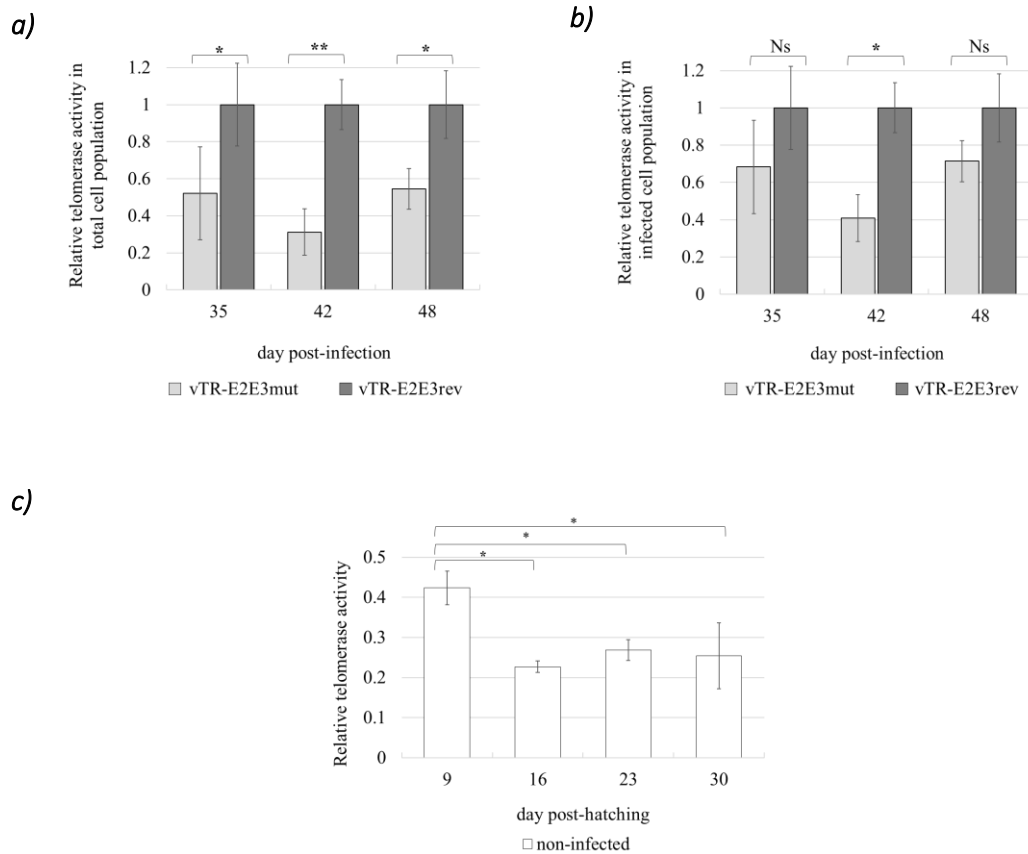 a)
* ** *
1.2
1
0.8
0.6
0.4
0.2
0
Relative telomerase activity in
total cell population
35 42 48
day post-infection
vTR-E2E3mut vTR-E2E3rev
b)
Ns * Ns
1.2
1
0.8
0.6
0.4
0.2
0
Relative telomerase activity in
infected cell population
35 42 48
day post-infection
vTR-E2E3mut vTR-E2E3rev
c)
*
*
*
0.5
0.4
0.3
0.2
0.1
0
Relative telomerase activity
9 16 23 30
day post-hatching
non-infected